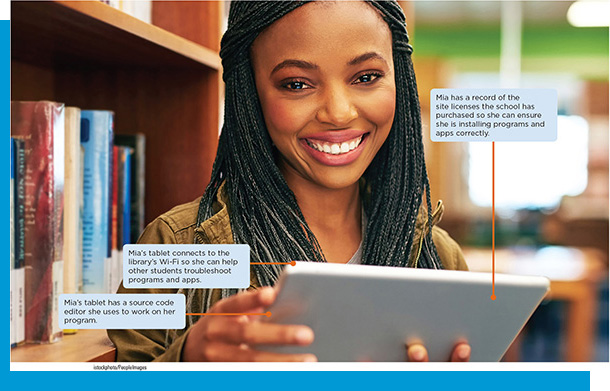 Mia has a record of the
site licenses the school has
purchased so she can ensure
she is installing programs and
apps correctly.
Mia's tablet connects to the
library's Wi-Fi so she can help
other students troubleshoot
programs and apps.
Mia's tablet has a source code
editor she uses to work on her
program.
istockphoto/PeopleImages